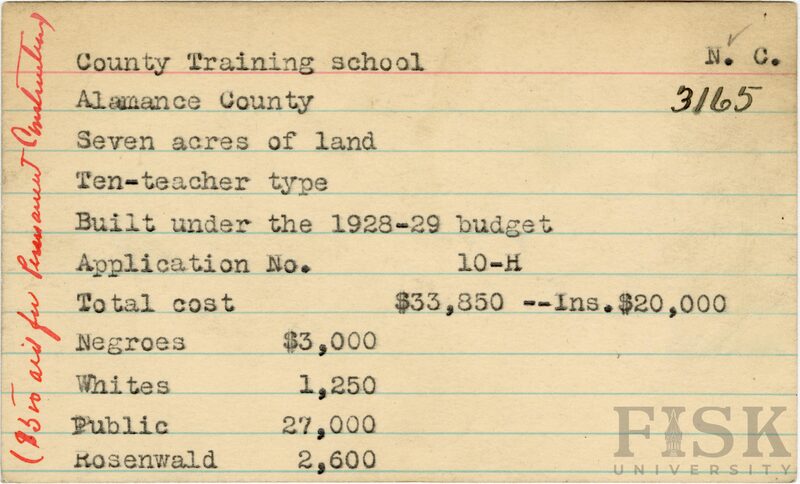 County Training school N. C.
Alamance County 3165
Seven acres of land
Ten-teacher type
Built under the 1928-29 budget
Application No. 10-H
Total cost $33,850 --Ins.$20,000
Negroes $3,000
Whites 1,250
Public 27,000
Rosenwald 2,600
aid for Permanent Construction)
FISK
UNIVERSITY